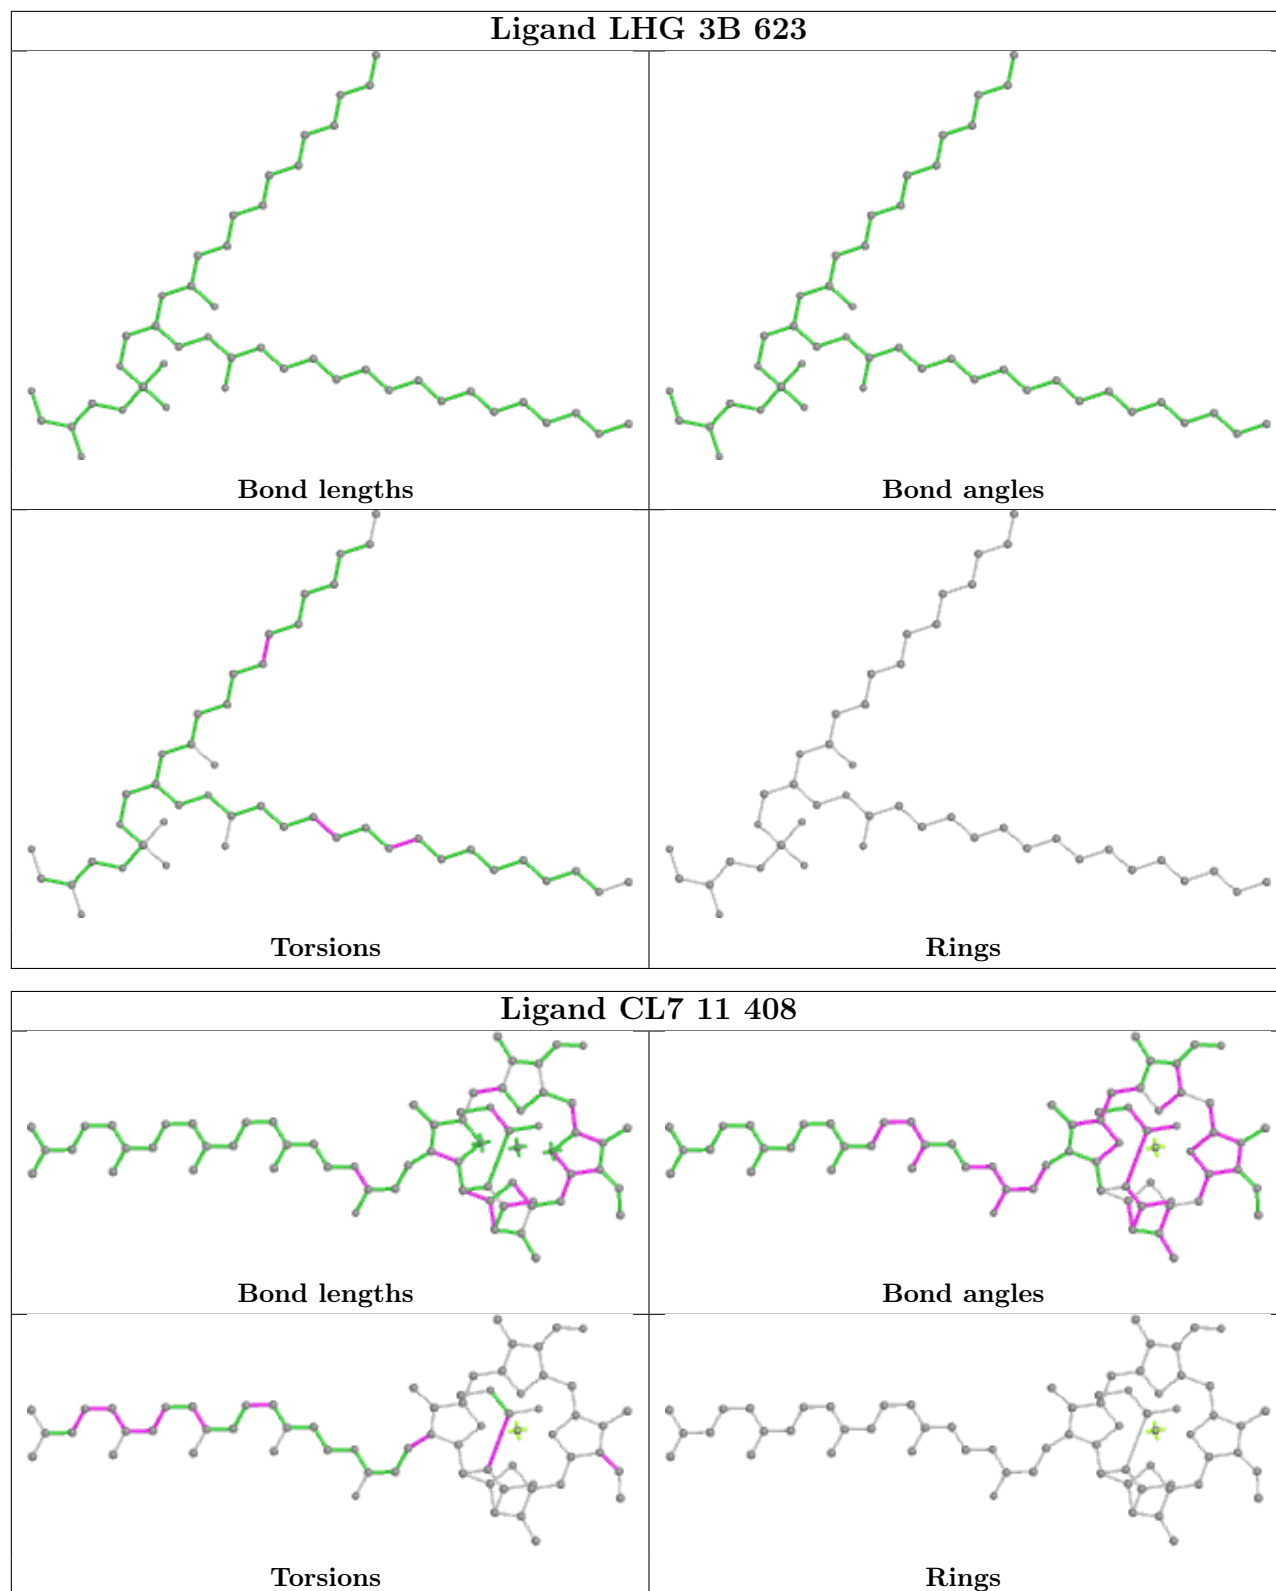 Ligand LHG 3B 623
Bond lengths
Bond angles
Torsions
Rings
Ligand CL7 11 408
Bond lengths
Bond angles
Torsions
Rings